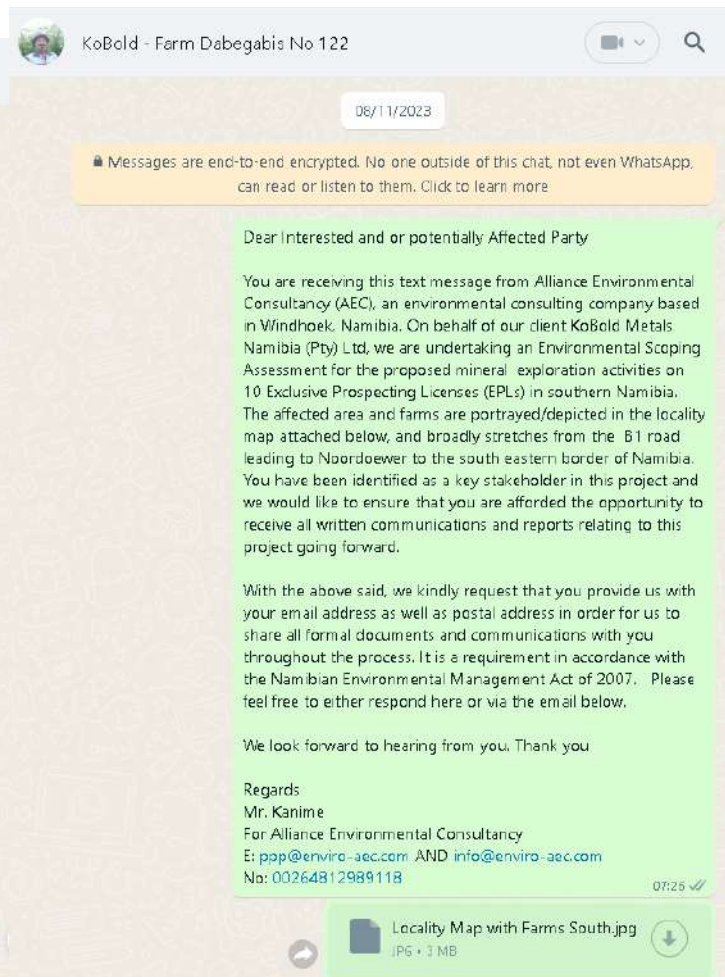 KoBold - Farm Dabegabis No 122
08/11/2023
Messages are end-to-end encrypted. No one outside of this chat, not even WhatsApp,
can read or listen to them. Click to learn more
Dear Interested and or potentially Affected Party
You are receiving this text message from Alliance Environmental
Consultancy (AEC), an environmental consulting company based
in Windhoek, Namibia. On behalf of our client KoBold Metals
Namibia (Pty) Ltd, we are undertaking an Environmental Scoping
Assessment for the proposed mineral exploration activities on
10 Exclusive Prospecting Licenses (EPLs) in southern Namibia.
The affected area and farms are portrayed/depicted in the locality
map attached below, and broadly stretches from the B1 road
leading to Noordoewer to the south eastern border of Namibia.
You have been identified as a key stakeholder in this project and
we would like to ensure that you are afforded the opportunity to
receive all written communications and reports relating to this
project going forward.
With the above said, we kindly request that you provide us with
your email address as well as postal address in order for us to
share all formal documents and communications with you
throughout the process. It is a requirement in accordance with
the Namibian Environmental Management Act of 2007. Please
feel free to either respond here or via the email below.
We look forward to hearing from you. Thank you
Regards
Mr. Kanime
For Alliance Environmental Consultancy
E: ppp@enviro-aec.com AND info@enviro-aec.com
No: 00264812989118
07:26
Locality Map with Farms South.jpg
JPG • 3 MB